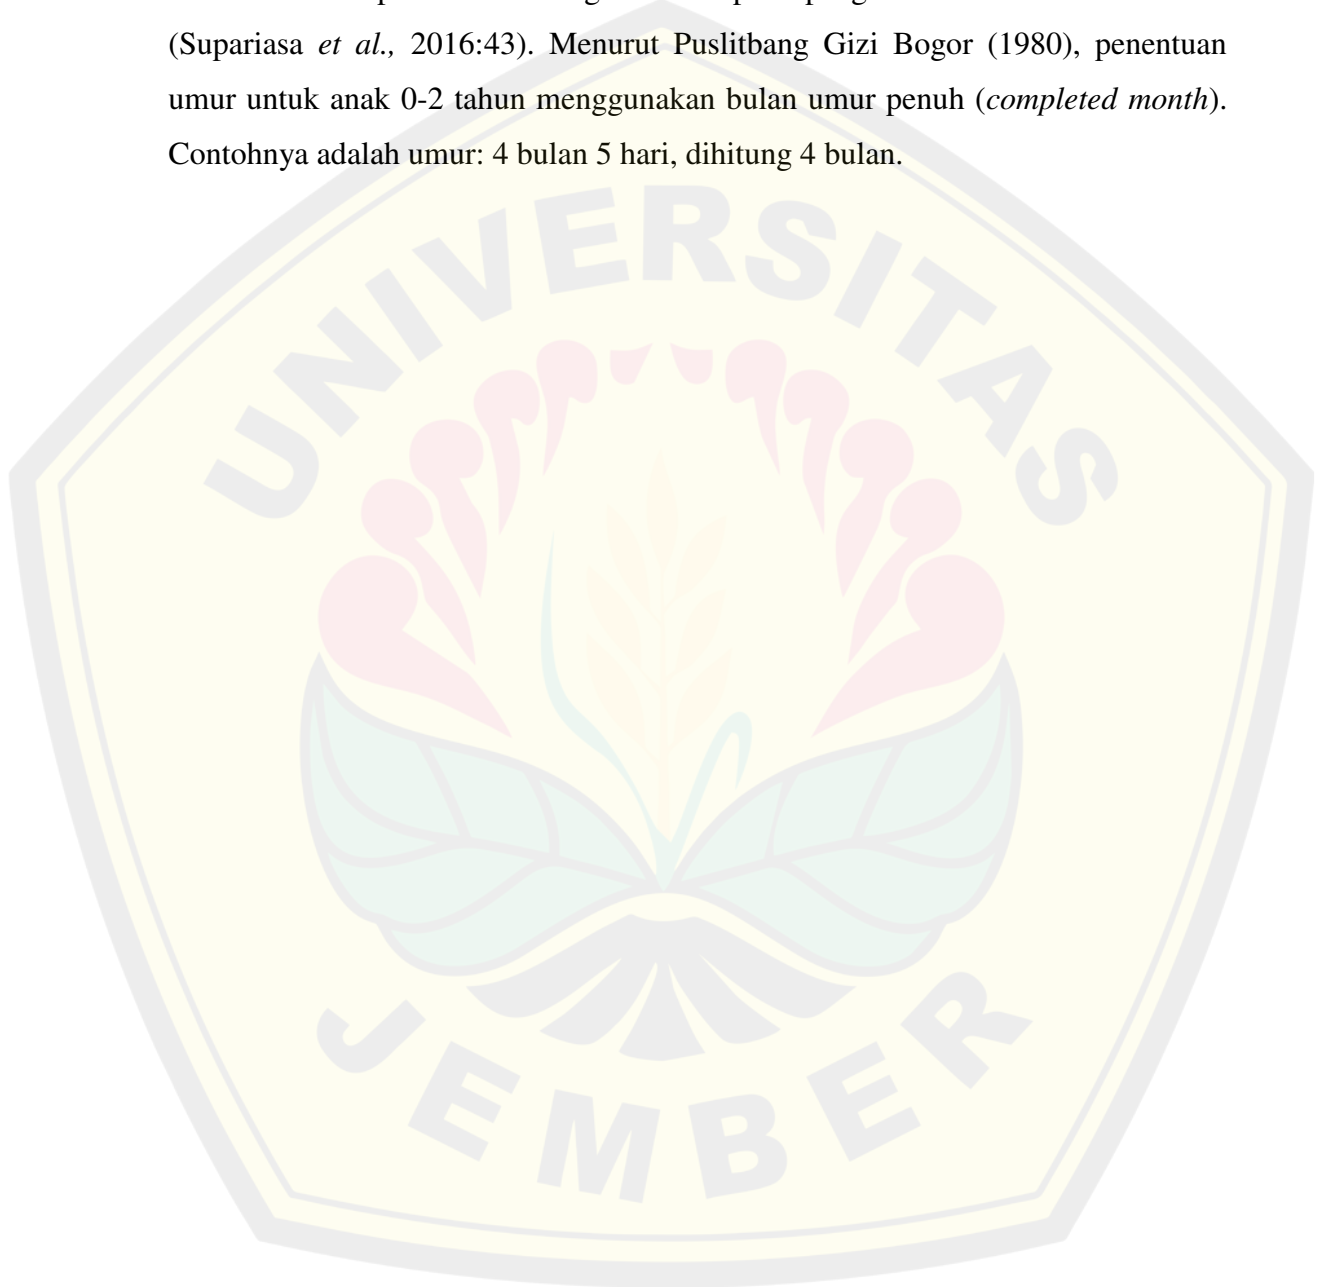 (Supariasa et al., 2016:43). Menurut Puslitbang Gizi Bogor (1980), penentuan
umur untuk anak 0-2 tahun menggunakan bulan umur penuh (completed month).
Contohnya adalah umur: 4 bulan 5 hari, dihitung 4 bulan.
UNIVERSITAS
JEMBER